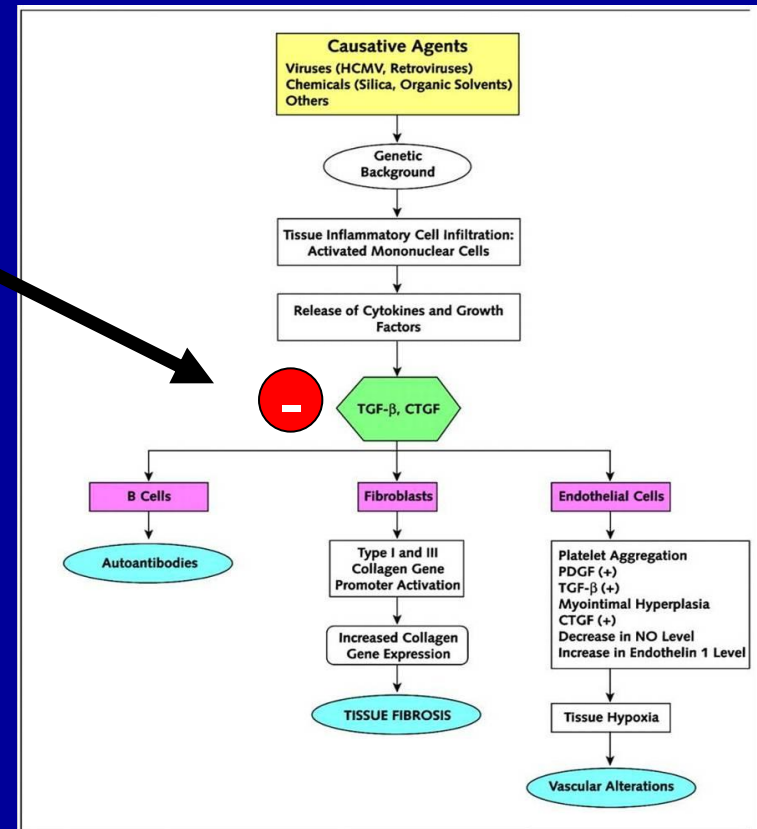 Causative Agents
Viruses (HCMV, Retroviruses)
Chemicals (Silica, Organic Solvents)
Others
Genetic
Background
Tissue Inflammatory Cell Infiltration:
Activated Mononuclear Cells
Release of Cytokines and Growth
Factors
-
TGF-β, CTGF
B Cells
Fibroblasts
Endothelial Cells
Autoantibodies
Type I and III
Collagen Gene
Promoter Activation
Increased Collagen
Gene Expression
TISSUE FIBROSIS
Platelet Aggregation
PDGF (+)
TGF-β (+)
Myointimal Hyperplasia
CTGF (+)
Decrease in NO Level
Increase in Endothelin 1 Level
Tissue Hypoxia
Vascular Alterations